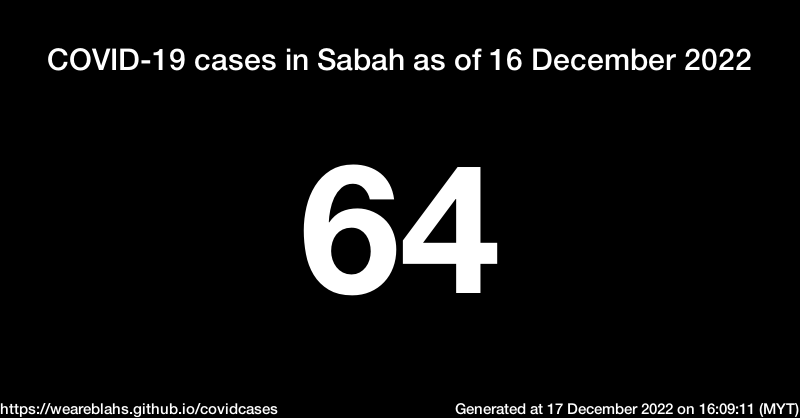 COVID-19 cases in Sabah as of 16 December 2022
64
https://weareblahs.github.io/covidcases
Generated at 17 December 2022 on 16:09:11 (MYT)